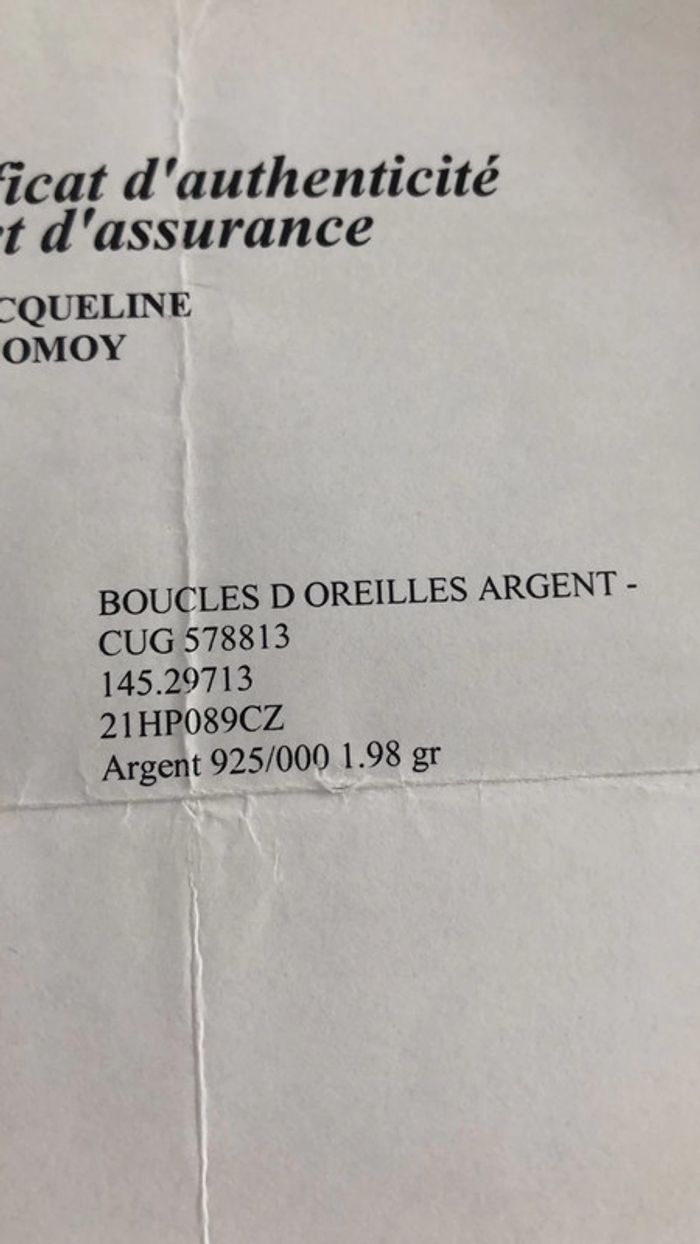 ficat d'authenticité
et d'assurance
CQUELINE
OMOY
BOUCLES D OREILLES ARGENT -
CUG 578813
145.29713
21HP089CZ
Argent 925/000 1.98 gr